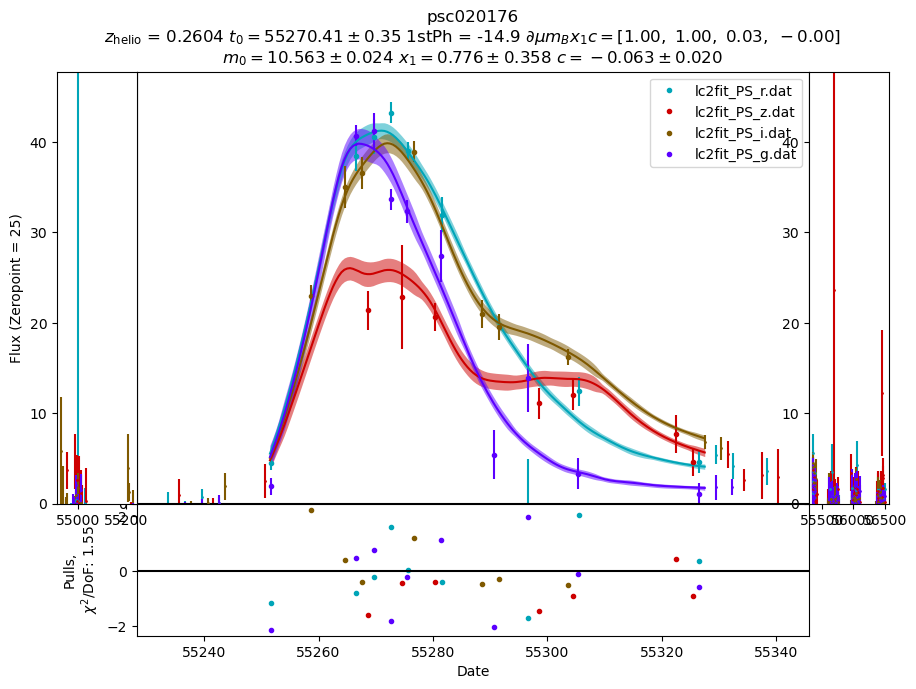 psc020176
z_helio = 0.2604 t_0 = 55270.41 ± 0.35 1stPh = -14.9 ∂μm_Bx_1c = [1.00, 1.00, 0.03, −0.00]
m_0 = 10.563 ± 0.024 x_1 = 0.776 ± 0.358 c = −0.063 ± 0.020
lc2fit_PS_r.dat
lc2fit_PS_z.dat
lc2fit_PS_i.dat
lc2fit_PS_g.dat
Flux (Zeropoint = 25)
40
30
20
10
0
40
30
20
10
0
55000
55200
55500
56000
56500
Pulls,
χ²/DoF: 1.55
2
0
−2
55240
55260
55280
55300
55320
55340
Date